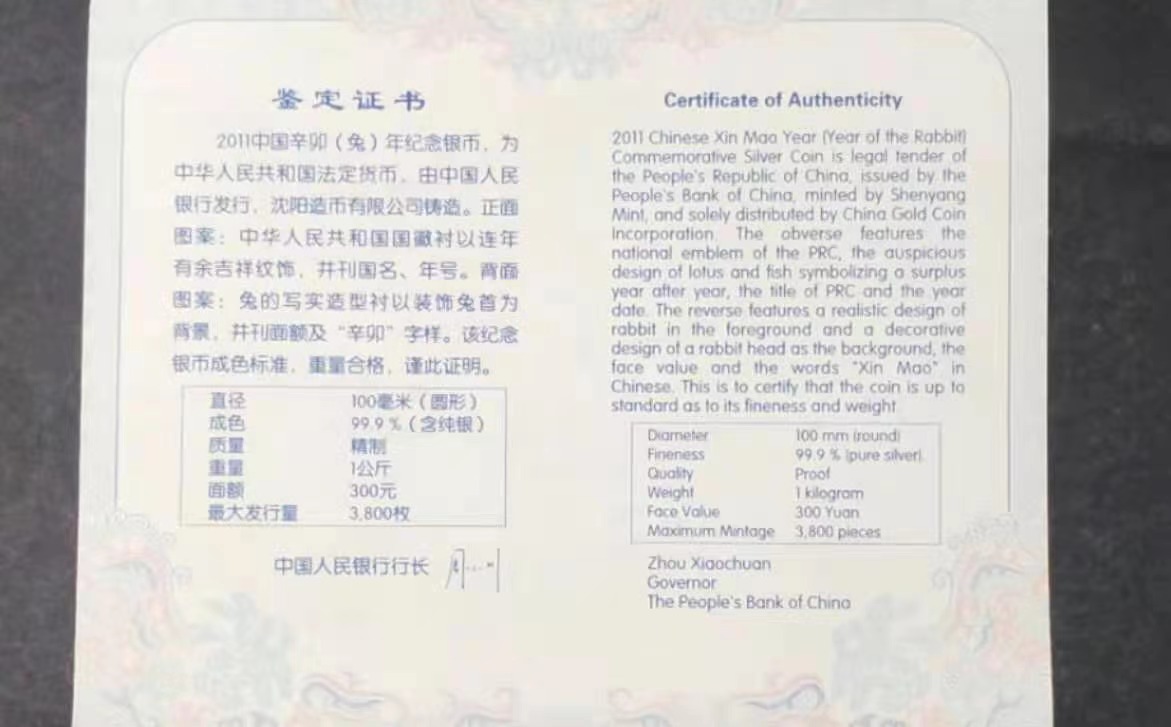 鉴定证书
2011中国辛卯（兔）年纪念银币，为
中华人民共和国法定货币，由中国人民
银行发行，沈阳造币有限公司铸造。正面
图案：中华人民共和国国徽衬以连年
有余吉祥纹饰，并刊国名、年号。背面
图案：兔的写实造型衬以装饰兔首为
背景，并刊面额及“辛卯”字样。该纪念
银币成色标准，重量合格，谨此证明。
直径 100毫米（圆形）
成色 99.9 %（含纯银）
质量 精制
重量 1公斤
面额 300元
最大发行量 3,800枚
中国人民银行行长
Certificate of Authenticity
2011 Chinese Xin Mao Year (Year of the Rabbit)
Commemorative Silver Coin is legal tender of
the People's Republic of China, issued by the
People's Bank of China, minted by Shenyang
Mint, and solely distributed by China Gold Coin
Incorporation. The obverse features the
national emblem of the PRC, the auspicious
design of lotus and fish symbolizing a surplus
year after year, the title of PRC and the year
date. The reverse features a realistic design of
rabbit in the foreground and a decorative
design of a rabbit head as the background, the
face value and the words "Xin Mao" in
Chinese. This is to certify that the coin is up to
standard as to its fineness and weight
Diameter 100 mm (round)
Fineness 99.9 % (pure silver)
Quality Proof
Weight 1 kilogram
Face Value 300 Yuan
Maximum Mintage 3,800 pieces
Zhou Xiaochuan
Governor
The People's Bank of China